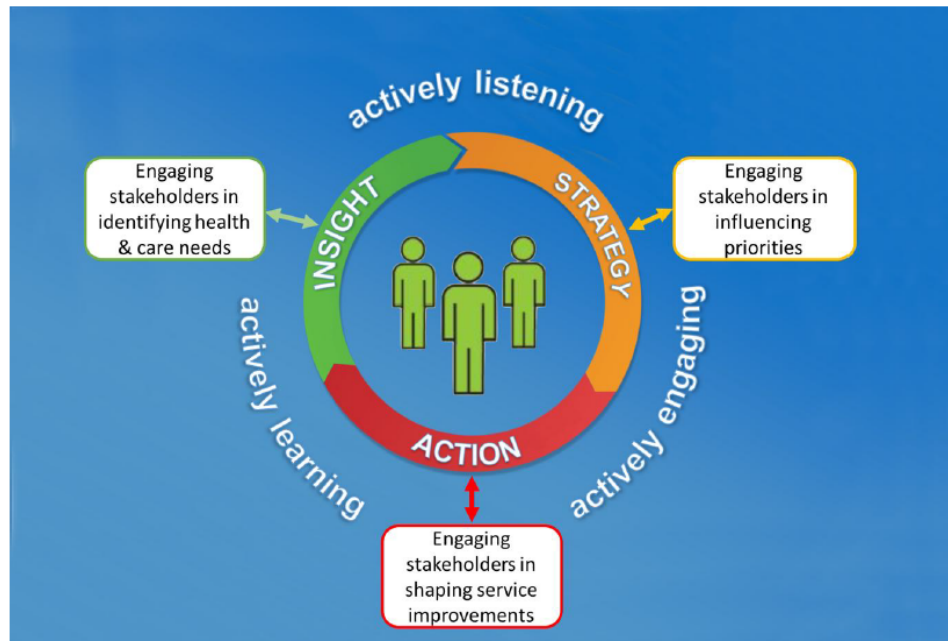 actively listening
Engaging
stakeholders in
identifying health
& care needs
INSIGHT
STRATEGY
Engaging
stakeholders in
influencing
priorities
actively learning
ACTION
actively engaging
Engaging
stakeholders in
shaping service
improvements